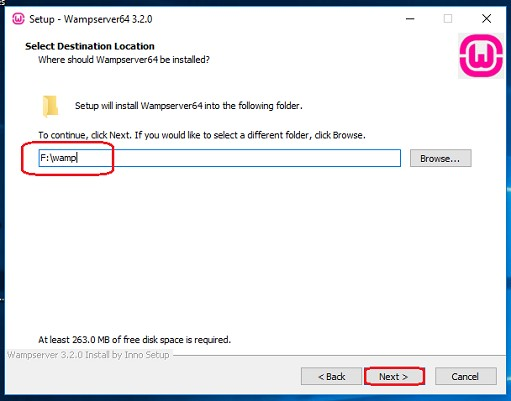 Setup - Wampserver64 3.2.0
Select Destination Location
Where should Wampserver64 be installed?
Setup will install Wampserver64 into the following folder.
To continue, click Next. If you would like to select a different folder, click Browse.
F:\wamp
Browse...
At least 263.0 MB of free disk space is required.
Wampserver 3.2.0 Install by Inno Setup
< Back
Next >
Cancel